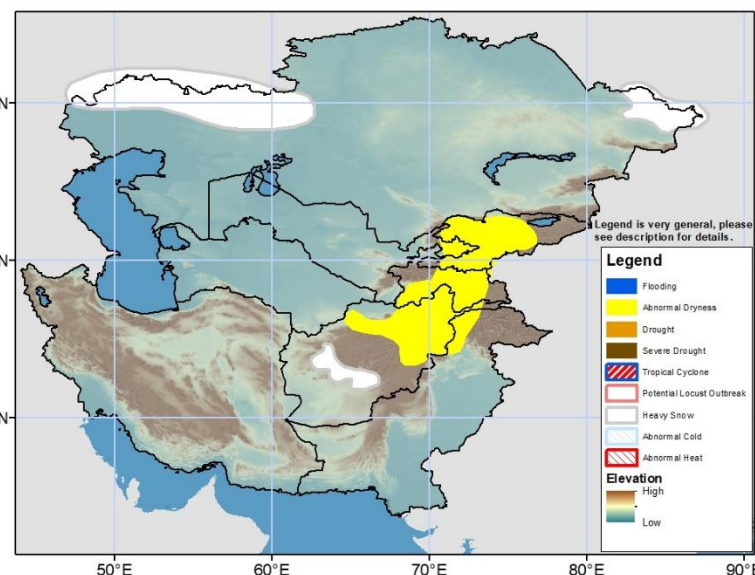 N
N
N
Legend is very general, please
see description for details.
Legend
Flooding
Abnormal Dryness
Drought
Severe Drought
Tropical Cyclone
Potential Locust Outbreak
Heavy Snow
Abnormal Cold
Abnormal Heat
Elevation
High
Low
50°E
60°E
70°E
80°E
90°E